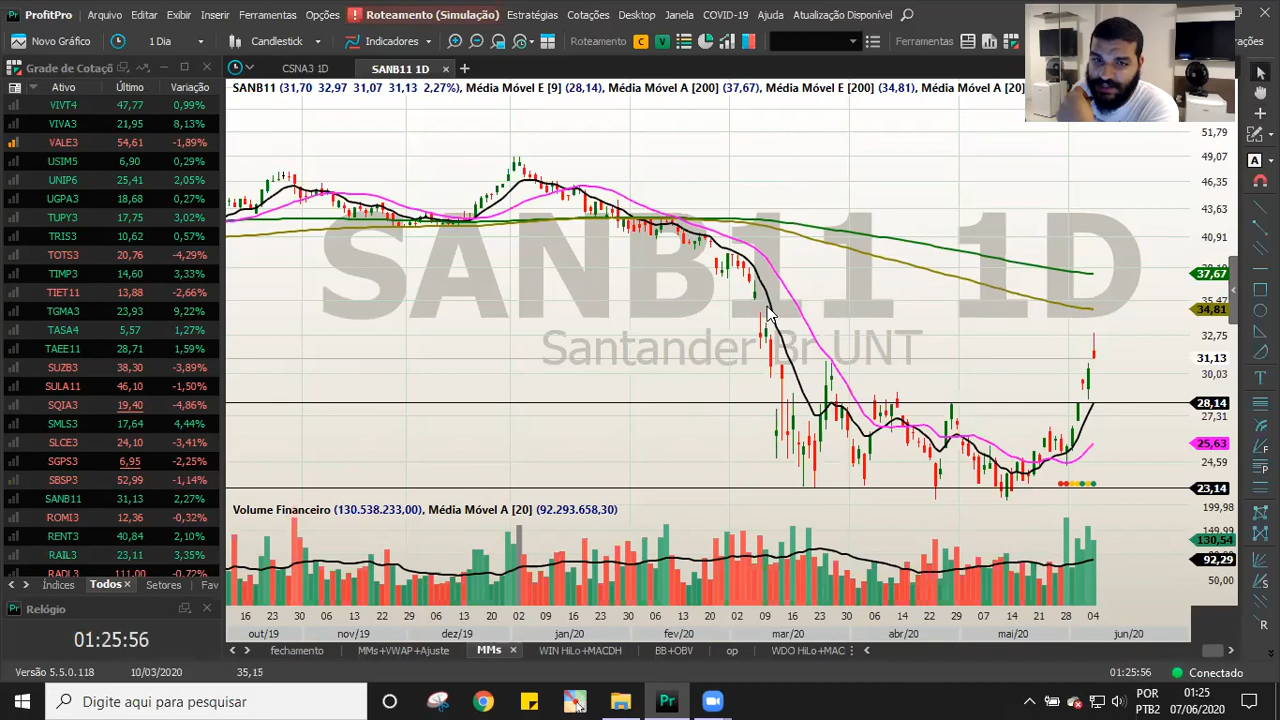 ProfitPro Arquivo Editar Exibir Inserir Ferramentas Opções Roteamento (Simulação) Estratégias Cotações Desktop Janela COVID-19 Ajuda Atualização Disponível
Novo Gráfico 1 Dia Candlestick Indicadores Roteamento C V Ferramentas
Grade de Cotaçõ CSNA3 1D SANB11 1D
Ativo Último Variação
SANB11 (31,70 32,97 31,07 31,13 2,27%), Média Móvel E [9] (28,14), Média Móvel A [200] (37,67), Média Móvel E [200] (34,81), Média Móvel A [20]
VIVT4 47,77 0,99%
VIVA3 21,95 8,13%
VALE3 54,61 -1,89%
USIM5 6,90 0,29%
UNIP6 25,41 2,05%
UGPA3 18,68 0,27%
TUPY3 17,75 3,02%
TRIS3 10,62 0,57%
TOTS3 20,76 -4,29%
TIMP3 14,60 3,33%
TIET11 13,88 -2,66%
TGMA3 23,93 9,22%
TASA4 5,57 1,27%
TAEE11 28,71 1,59%
SUZB3 38,30 -3,89%
SULA11 46,10 -1,50%
SQIA3 19,40 -4,86%
SMLS3 17,64 4,44%
SLCE3 24,10 -3,41%
SGPS3 6,95 -2,25%
SBSP3 52,99 -1,14%
SANB11 31,13 2,27%
ROMI3 12,36 -0,32%
RENT3 40,84 2,10%
RAIL3 23,11 3,35%
RADL3 111,00 -0,72%
Índices Todos Setores Fav
Relógio
01:25:56
SANB11 1D
Santander Br UNT
51,79
49,07
46,35
43,63
40,91
37,67
35,47
34,81
32,75
31,13
30,03
28,14
27,31
25,63
24,59
23,14
Volume Financeiro (130.538.233,00), Média Móvel A [20] (92.293.658,30)
199,98
149,99
130,54
92,29
50,00
16 23 30 06 13 20 27 04 11 18 02 09 16 23 30 06 13 20 02 09 16 23 30 06 14 22 29 07 14 21 28 04
out/19 nov/19 dez/19 jan/20 fev/20 mar/20 abr/20 mai/20 jun/20
fechamento MMs+VWAP+Ajuste MMs WIN HiLo+MACDH BB+OBV op WDO HiLo+MAC
Versão 5.5.0.118 10/03/2020 35,15 01:25:56 Conectado
Digite aqui para pesquisar
POR
PTB2
01:25
07/06/2020